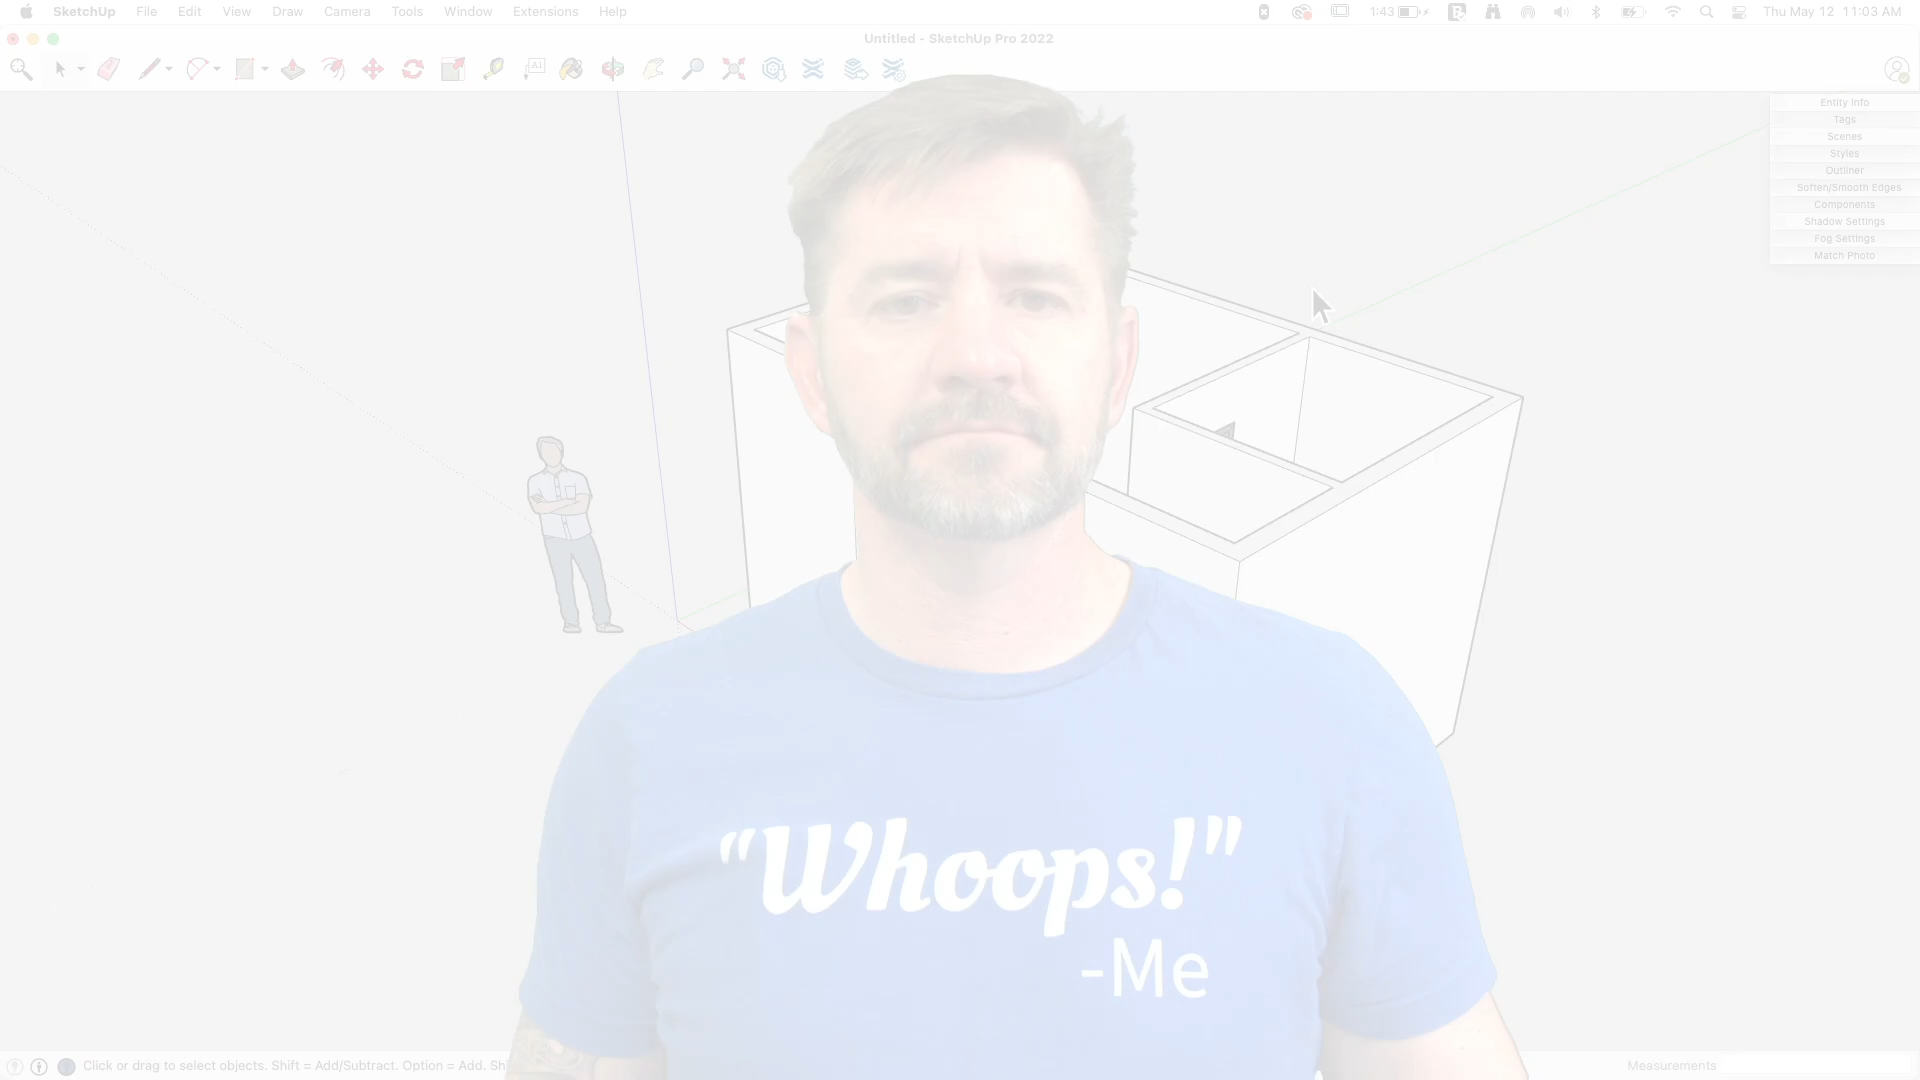 SketchUp File Edit View Draw Camera Tools Window Extensions Help 1:43 Thu May 12 11:03 AM
Untitled - SketchUp Pro 2022
A1
Entity Info
Tags
Scenes
Styles
Outliner
Soften/Smooth Edges
Components
Shadow Settings
Fog Settings
Match Photo
“Whoops!”
-Me
Click or drag to select objects. Shift = Add/Subtract. Option = Add. Sh
Measurements